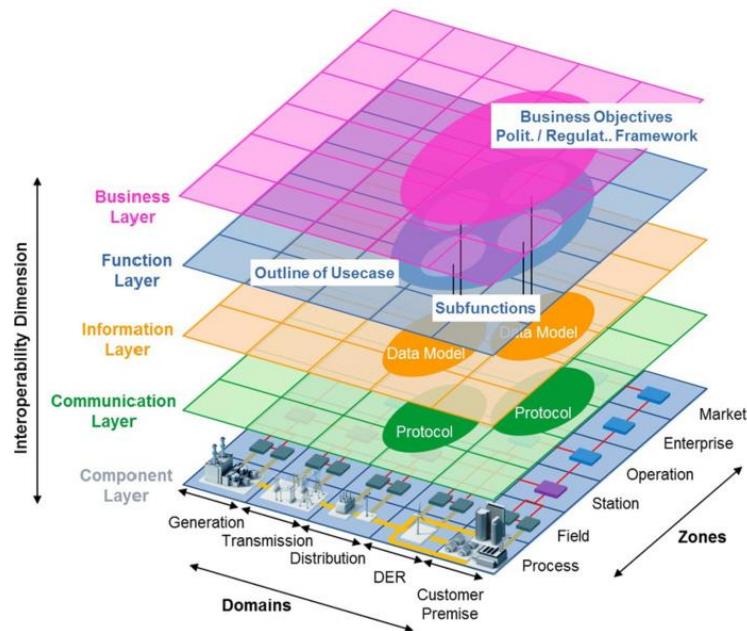 Business Objectives
Polit. / Regulat.. Framework
Business
Layer
Function
Layer
Outline of Usecase
Subfunctions
Information
Layer
Data Model
Data Model
Communication
Layer
Protocol
Protocol
Component
Layer
Interoperability Dimension
Generation
Transmission
Distribution
DER
Customer
Premise
Domains
Market
Enterprise
Operation
Station
Field
Process
Zones